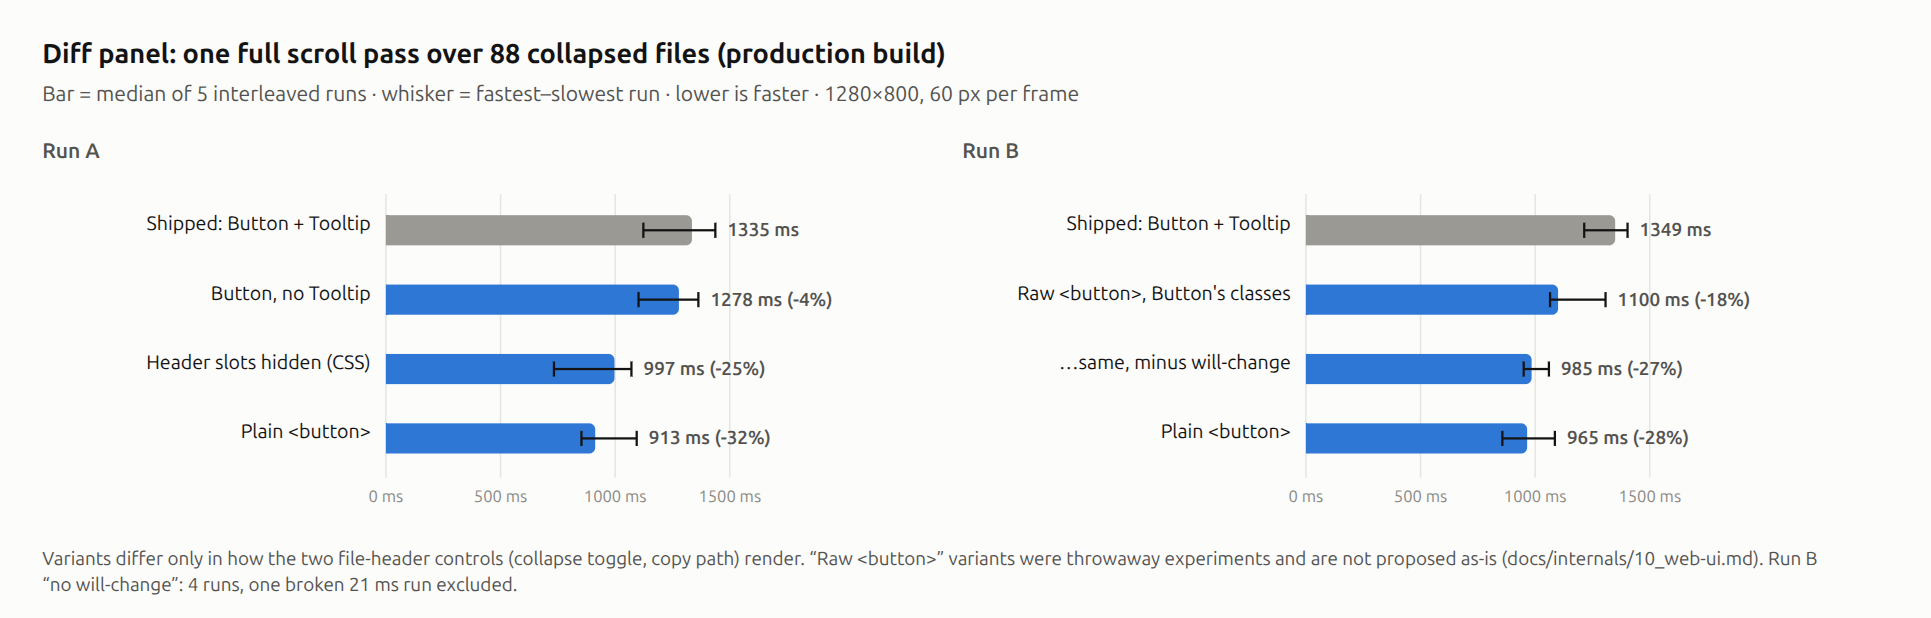 Diff panel: one full scroll pass over 88 collapsed files (production build)
Bar = median of 5 interleaved runs · whisker = fastest–slowest run · lower is faster · 1280×800, 60 px per frame
Run A
Shipped: Button + Tooltip
1335 ms
Button, no Tooltip
1278 ms (-4%)
Header slots hidden (CSS)
997 ms (-25%)
Plain <button>
913 ms (-32%)
0 ms
500 ms
1000 ms
1500 ms
Run B
Shipped: Button + Tooltip
1349 ms
Raw <button>, Button's classes
1100 ms (-18%)
…same, minus will-change
985 ms (-27%)
Plain <button>
965 ms (-28%)
0 ms
500 ms
1000 ms
1500 ms
Variants differ only in how the two file-header controls (collapse toggle, copy path) render. “Raw <button>” variants were throwaway experiments and are not proposed as-is (docs/internals/10_web-ui.md). Run B
“no will-change”: 4 runs, one broken 21 ms run excluded.